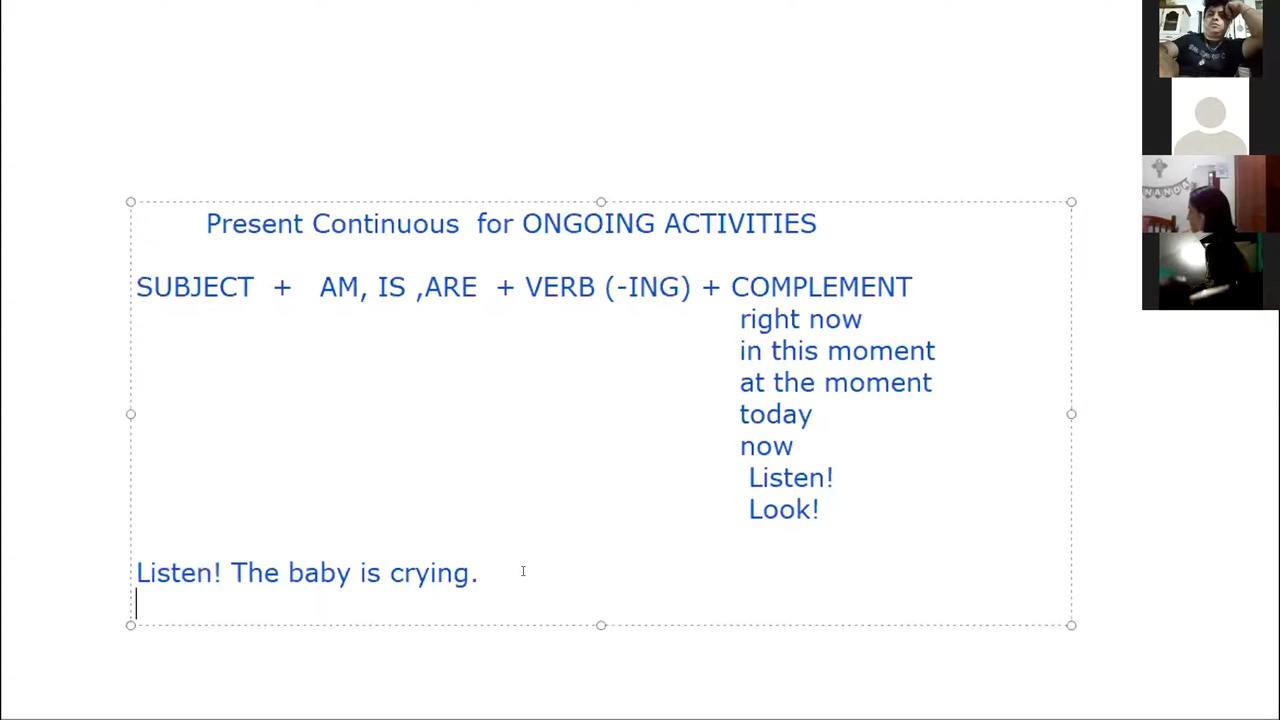 Present Continuous for ONGOING ACTIVITIES
SUBJECT + AM, IS ,ARE + VERB (-ING) + COMPLEMENT
right now
in this moment
at the moment
today
now
Listen!
Look!
Listen! The baby is crying.
NANDA